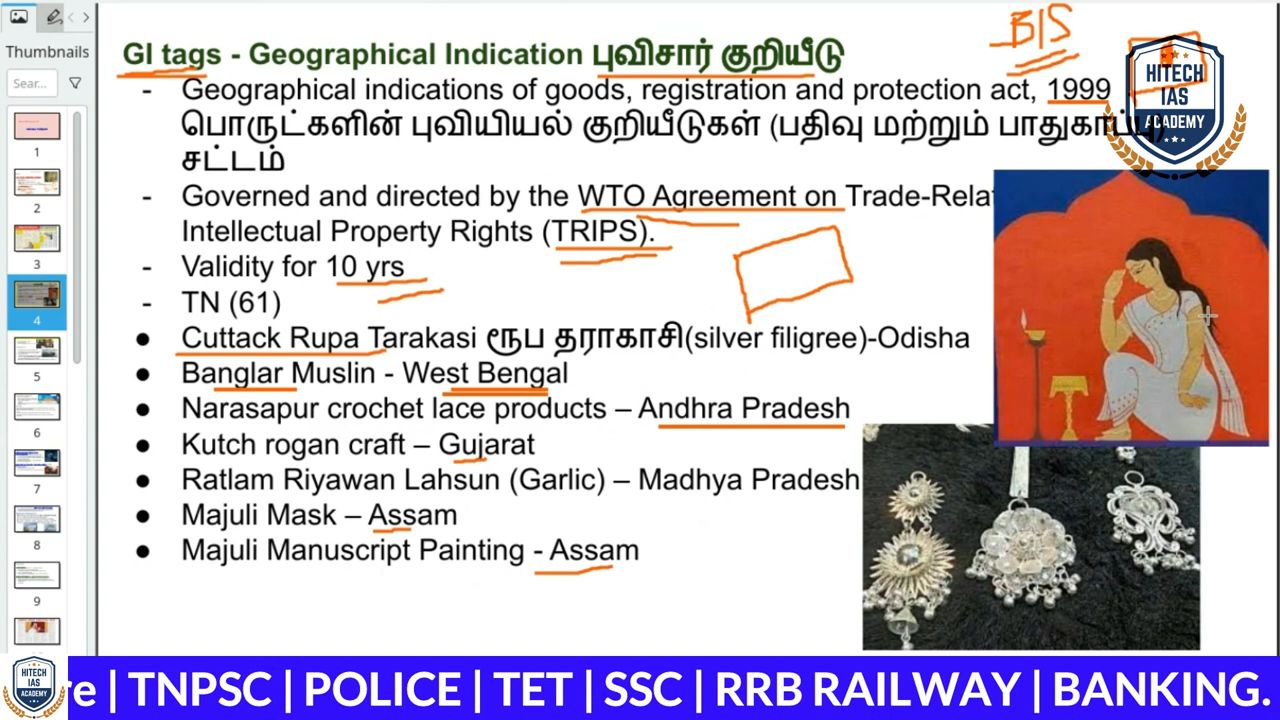 Thumbnails
Sear...
1
2
3
4
5
6
7
8
9
BIS
GI tags - Geographical Indication புவிசார் குறியீடு
- Geographical indications of goods, registration and protection act, 1999
பொருட்களின் புவியியல் குறியீடுகள் (பதிவு மற்றும் பாதுகாப்பு)
சட்டம்
- Governed and directed by the WTO Agreement on Trade-Relat
Intellectual Property Rights (TRIPS).
- Validity for 10 yrs
- TN (61)
● Cuttack Rupa Tarakasi ரூப தராகாசி(silver filigree)-Odisha
● Banglar Muslin - West Bengal
● Narasapur crochet lace products – Andhra Pradesh
● Kutch rogan craft – Gujarat
● Ratlam Riyawan Lahsun (Garlic) – Madhya Pradesh
● Majuli Mask – Assam
● Majuli Manuscript Painting - Assam
HITECH
IAS
ACADEMY
HITECH
IAS
ACADEMY
re | TNPSC | POLICE | TET | SSC | RRB RAILWAY | BANKING.